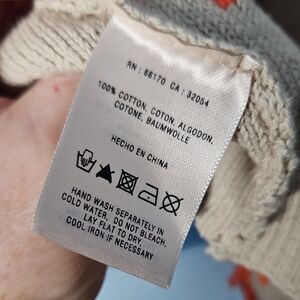 RN : 66170 CA : 32054
100% COTTON, COTON, ALGODON,
COTONE, BAUMWOLLE
HECHO EN CHINA
HAND WASH SEPARATELY IN
COLD WATER. DO NOT BLEACH.
LAY FLAT TO DRY.
COOL IRON IF NECESSARY